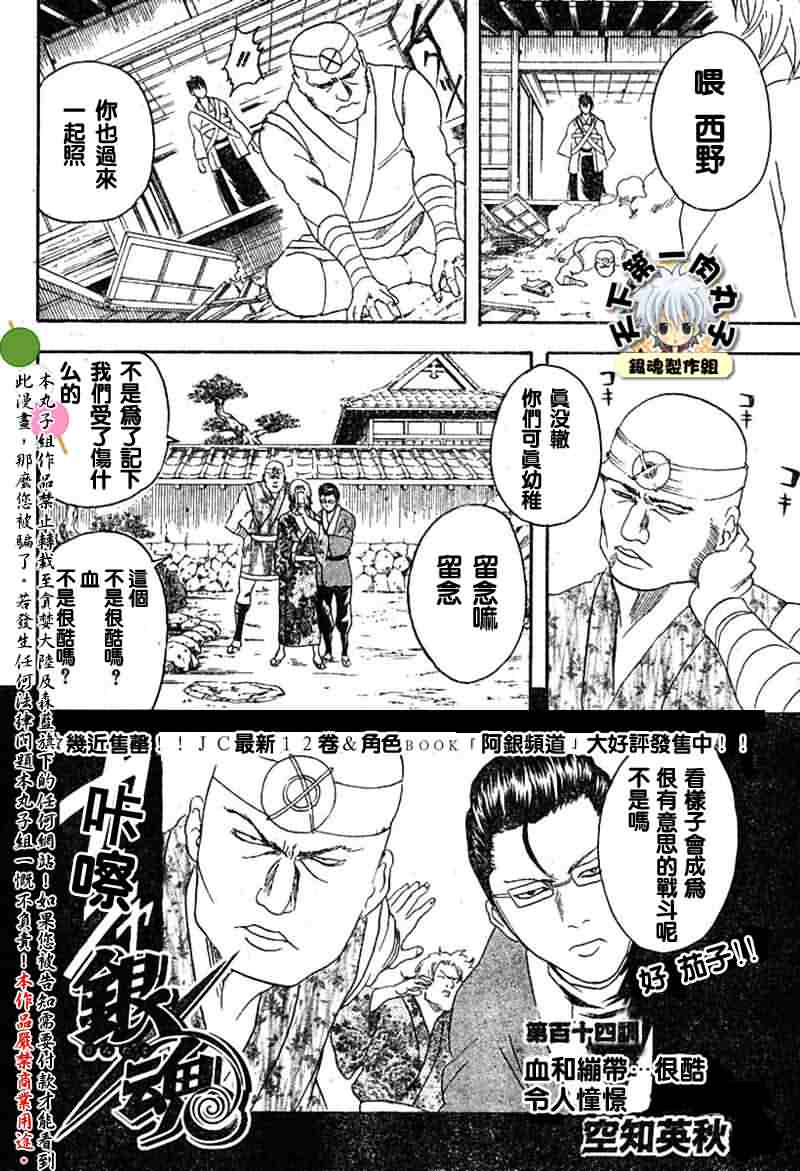 喂 西野
你也過來
一起照
天下第一肉丸子
銀魂製作組
ゴキ
ゴキ
真没轍
你們可真幼稚
留念嘛
留念
不是為了記下
我們受了傷什
么的
這個
不是很酷嗎?
血
不是很酷嗎?
幾近售罄!!JC最新12卷&角色BOOK「阿銀頻道」大好評發售中!!
看樣子會成為
很有意思的戰斗呢
不是嗎
好 茄子!!
咔嚓
銀魂
第百十四訓
血和繃帶…很酷
令人憧憬
空知英秋
本丸子組作品禁止轉載至貪婪大陸及森藍旗下的任何網站!如果您被告知需要付款才能看到
此漫畫,那麼您被騙了。若發生任何法律問題本丸子組一慨不負責!本作品嚴禁商業用途。